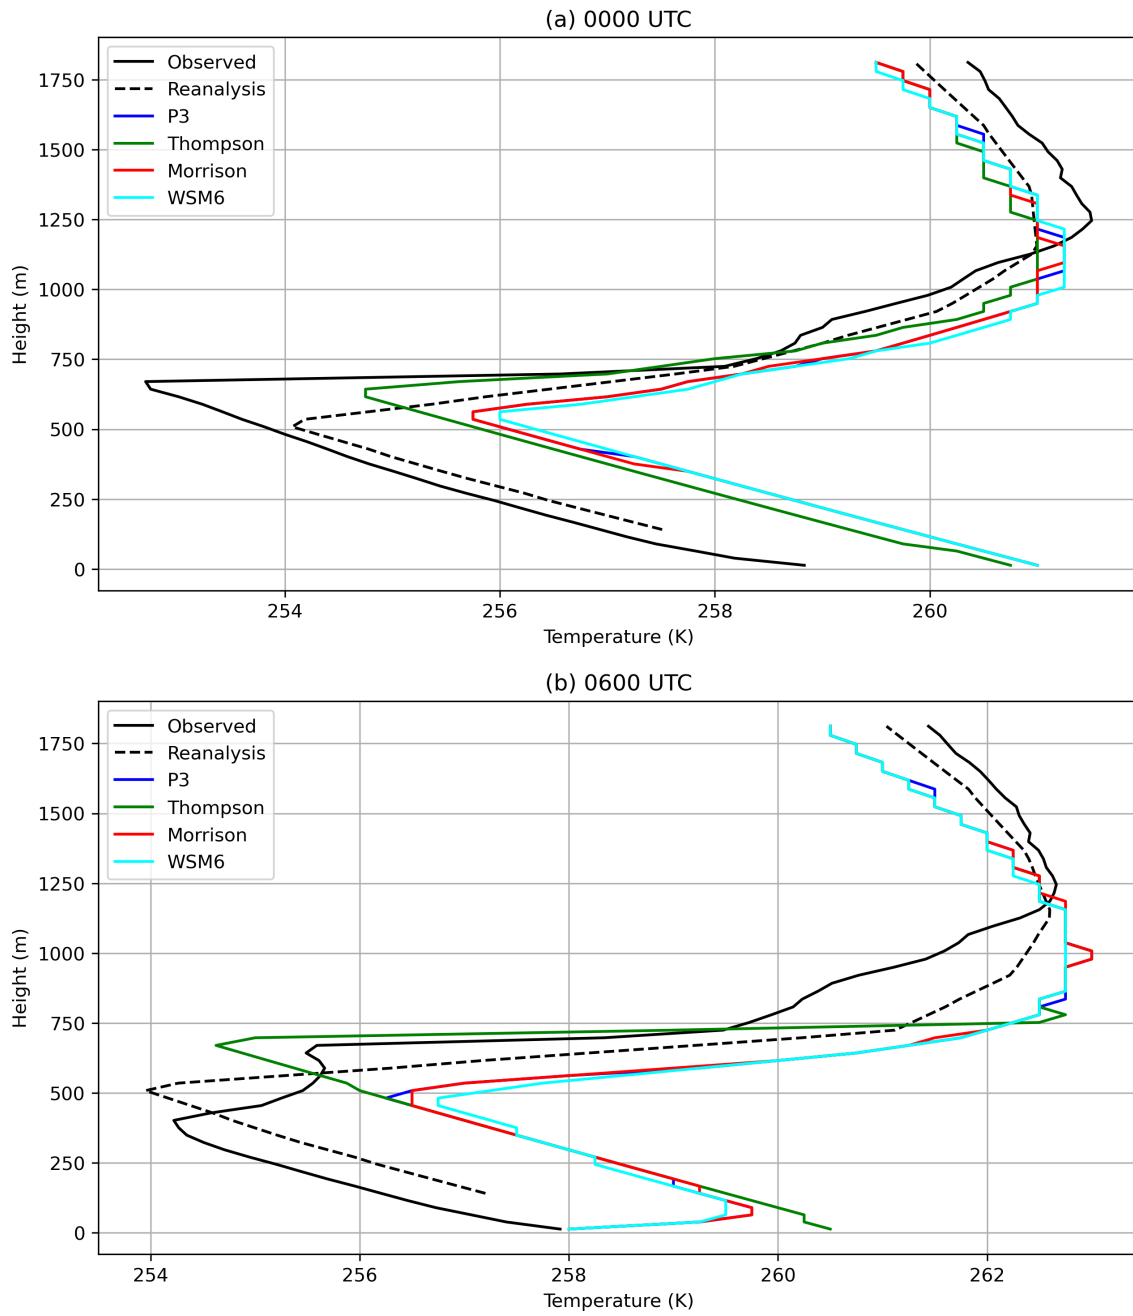 (a) 0000 UTC
Observed
Reanalysis
P3
Thompson
Morrison
WSM6
1750
1500
1250
1000
750
500
250
0
Height (m)
254
256
258
260
Temperature (K)
(b) 0600 UTC
Observed
Reanalysis
P3
Thompson
Morrison
WSM6
1750
1500
1250
1000
750
500
250
0
Height (m)
254
256
258
260
262
Temperature (K)